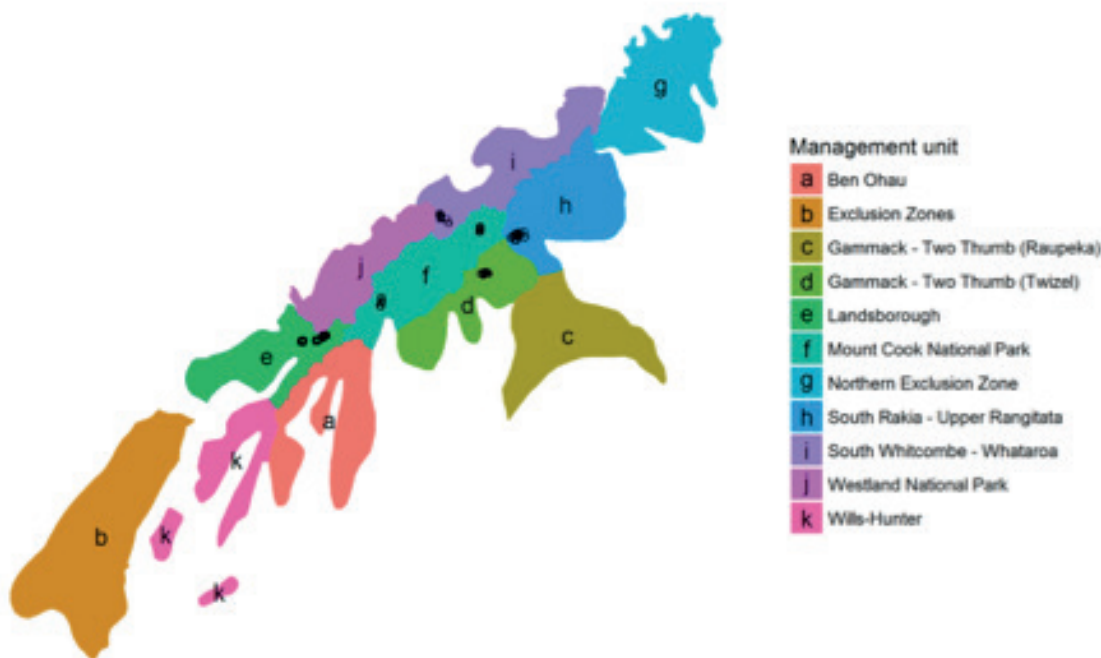 g
i
h
j
f
d
e
c
a
k
b
k
k
Management unit
a Ben Ohau
b Exclusion Zones
c Gammack - Two Thumb (Raupeka)
d Gammack - Two Thumb (Twizel)
e Landsborough
f Mount Cook National Park
g Northern Exclusion Zone
h South Rakia - Upper Rangitata
i South Whitcombe - Whataroa
j Westland National Park
k Wills-Hunter